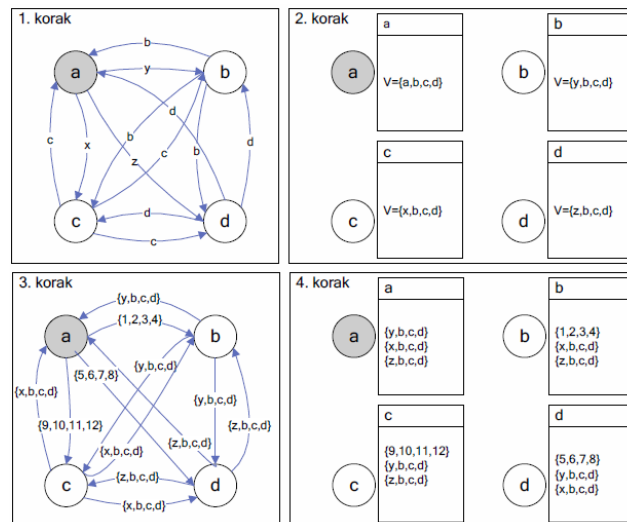 1. korak
b
a
y
b
d
c
x
b
z
c
b
d
c
d
d
c
2. korak
a
b
a
V={a,b,c,d}
b
V={y,b,c,d}
c
d
c
V={x,b,c,d}
d
V={z,b,c,d}
3. korak
{y,b,c,d}
a
{1,2,3,4}
b
{5,6,7,8}
{y,b,c,d}
{x,b,c,d}
{y,b,c,d}
{9,10,11,12}
{z,b,c,d}
{z,b,c,d}
{x,b,c,d}
{z,b,c,d}
c
d
{x,b,c,d}
4. korak
a
b
a
{y,b,c,d}
{x,b,c,d}
{z,b,c,d}
b
{1,2,3,4}
{x,b,c,d}
{z,b,c,d}
c
d
c
{9,10,11,12}
{y,b,c,d}
{z,b,c,d}
d
{5,6,7,8}
{y,b,c,d}
{x,b,c,d}